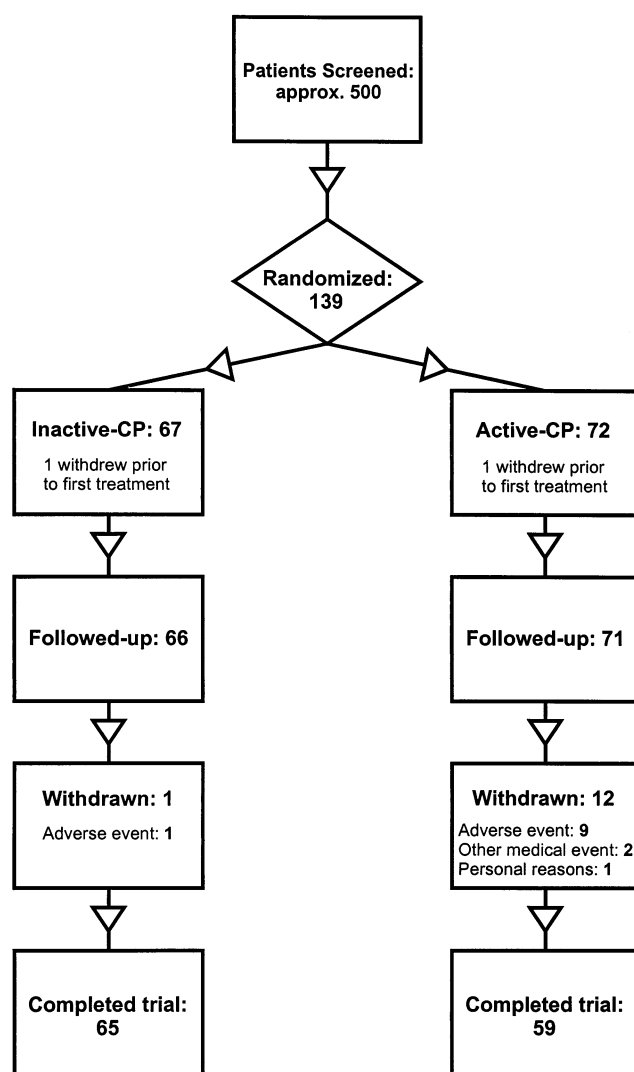 Patients Screened:
approx. 500
Randomized:
139
Inactive-CP: 67
1 withdrew prior
to first treatment
Active-CP: 72
1 withdrew prior
to first treatment
Followed-up: 66
Followed-up: 71
Withdrawn: 1
Adverse event: 1
Withdrawn: 12
Adverse event: 9
Other medical event: 2
Personal reasons: 1
Completed trial:
65
Completed trial:
59